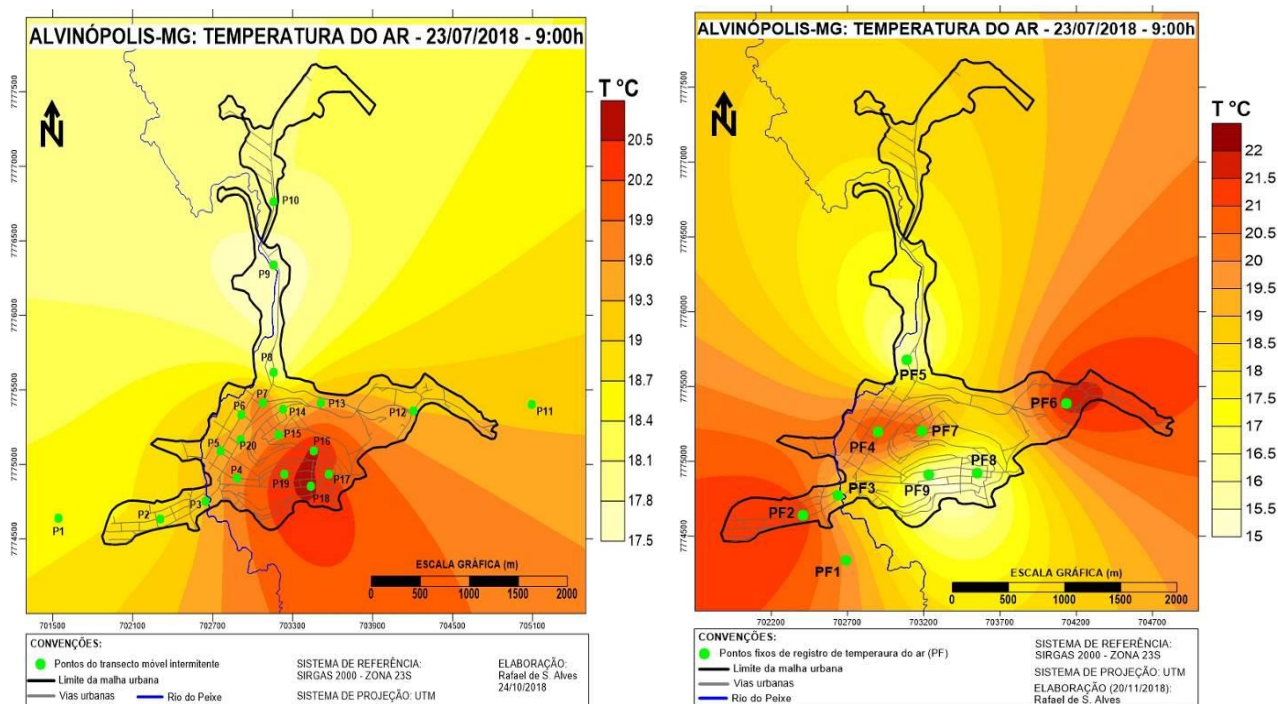 ALVINÓPOLIS-MG: TEMPERATURA DO AR - 23/07/2018 - 9:00h
N
T °C
20.5
20.2
19.9
19.6
19.3
19
18.7
18.4
18.1
17.8
17.5
7777500
7777000
7776500
7776000
7775500
7775000
7774500
P10
P9
P8
P7
P14
P13
P12
P11
P6
P20
P15
P16
P5
P4
P19
P17
P18
P3
P2
P1
ESCALA GRÁFICA (m)
0 500 1000 1500 2000
701500 702100 702700 703300 703900 704500 705100
CONVENÇÕES:
Pontos do transecto móvel intermitente
Limite da malha urbana
Vias urbanas
Rio do Peixe
SISTEMA DE REFERÊNCIA:
SIRGAS 2000 - ZONA 23S
SISTEMA DE PROJEÇÃO: UTM
ELABORAÇÃO:
Rafael de S. Alves
24/10/2018
ALVINÓPOLIS-MG: TEMPERATURA DO AR - 23/07/2018 - 9:00h
N
T °C
22
21.5
21
20.5
20
19.5
19
18.5
18
17.5
17
16.5
16
15.5
15
7777500
7777000
7776500
7776000
7775500
7775000
7774500
PF5
PF6
PF4
PF7
PF8
PF9
PF3
PF2
PF1
ESCALA GRÁFICA (m)
0 500 1000 1500 2000
702200 702700 703200 703700 704200 704700
CONVENÇÕES:
Pontos fixos de registro de temperaura do ar (PF)
Limite da malha urbana
Vias urbanas
Rio do Peixe
SISTEMA DE REFERÊNCIA:
SIRGAS 2000 - ZONA 23S
SISTEMA DE PROJEÇÃO: UTM
ELABORAÇÃO (20/11/2018):
Rafael de S. Alves